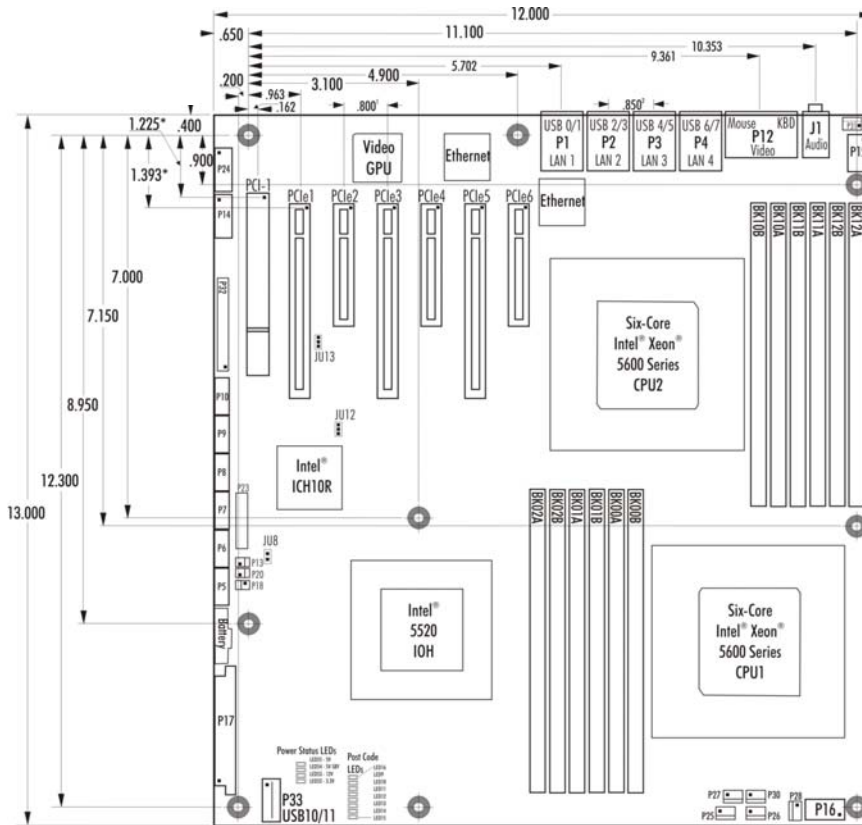 12.000
.650
11.100
10.353
9.361
5.702
4.900
3.100
.200
.963
.162
.800
.850²
1.225*
.400
.900
1.393*
7.000
7.150
8.950
12.300
13.000
USB 0/1
P1
LAN 1
USB 2/3
P2
LAN 2
USB 4/5
P3
LAN 3
USB 6/7
P4
LAN 4
Mouse KBD
P12
Video
J1
Audio
Video
GPU
Ethernet
Ethernet
P24
P14
P32
PCI-1
PCIe1
PCIe2
PCIe3
PCIe4
PCIe5
PCIe6
BK10B
BK10A
BK11B
BK11A
BK12B
BK12A
Six-Core
Intel® Xeon®
5600 Series
CPU2
JU13
JU12
P10
P9
P8
P7
P6
P5
Intel®
ICH10R
P23
JU8
P13
P20
P18
Battery
P17
BK02A
BK02B
BK01A
BK01B
BK00A
BK00B
Intel®
5520
IOH
Six-Core
Intel® Xeon®
5600 Series
CPU1
Power Status LEDs
Post Code
LEDs
P33
USB10/11
P27
P30
P28
P25
P26
P16